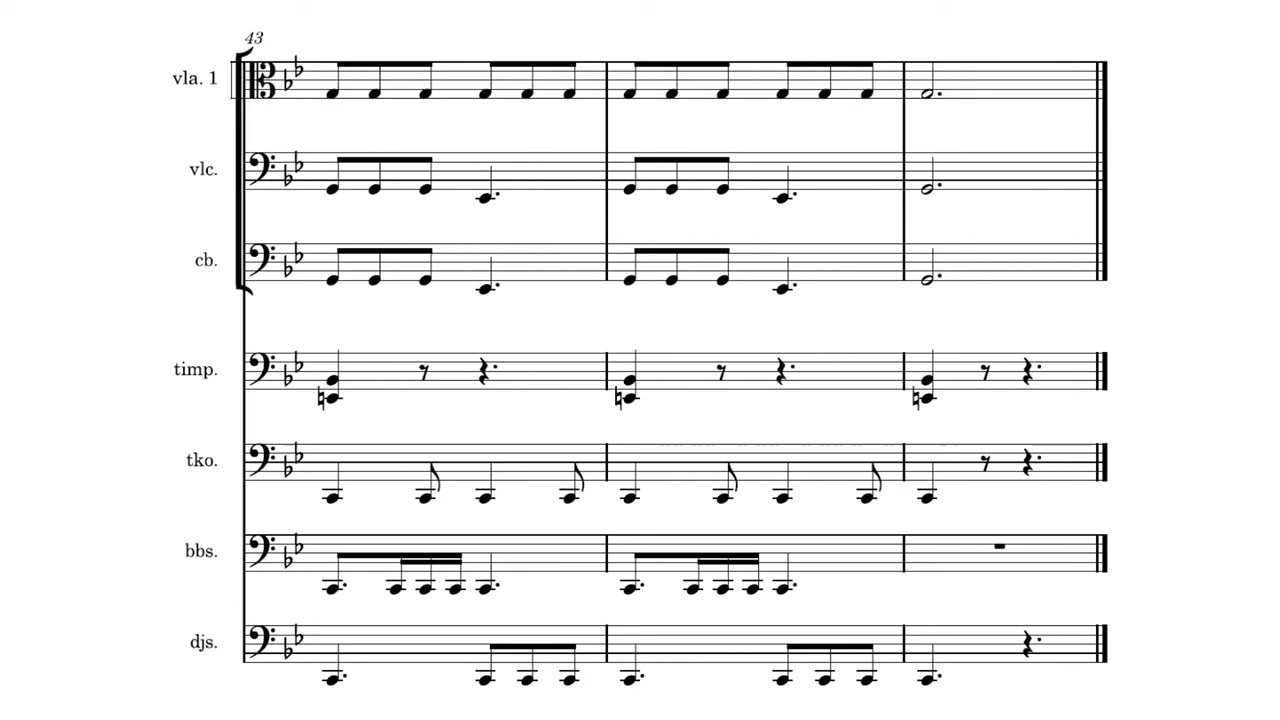 43
vla. 1
vlc.
cb.
timp.
tko.
bbs.
djs.